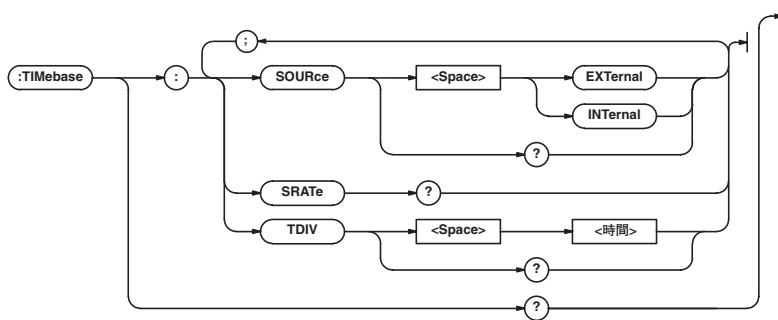 ;
:TIMebase : SOURce <Space> EXTernal
INTernal
?
SRATe ?
TDIV <Space> <時間>
?
?